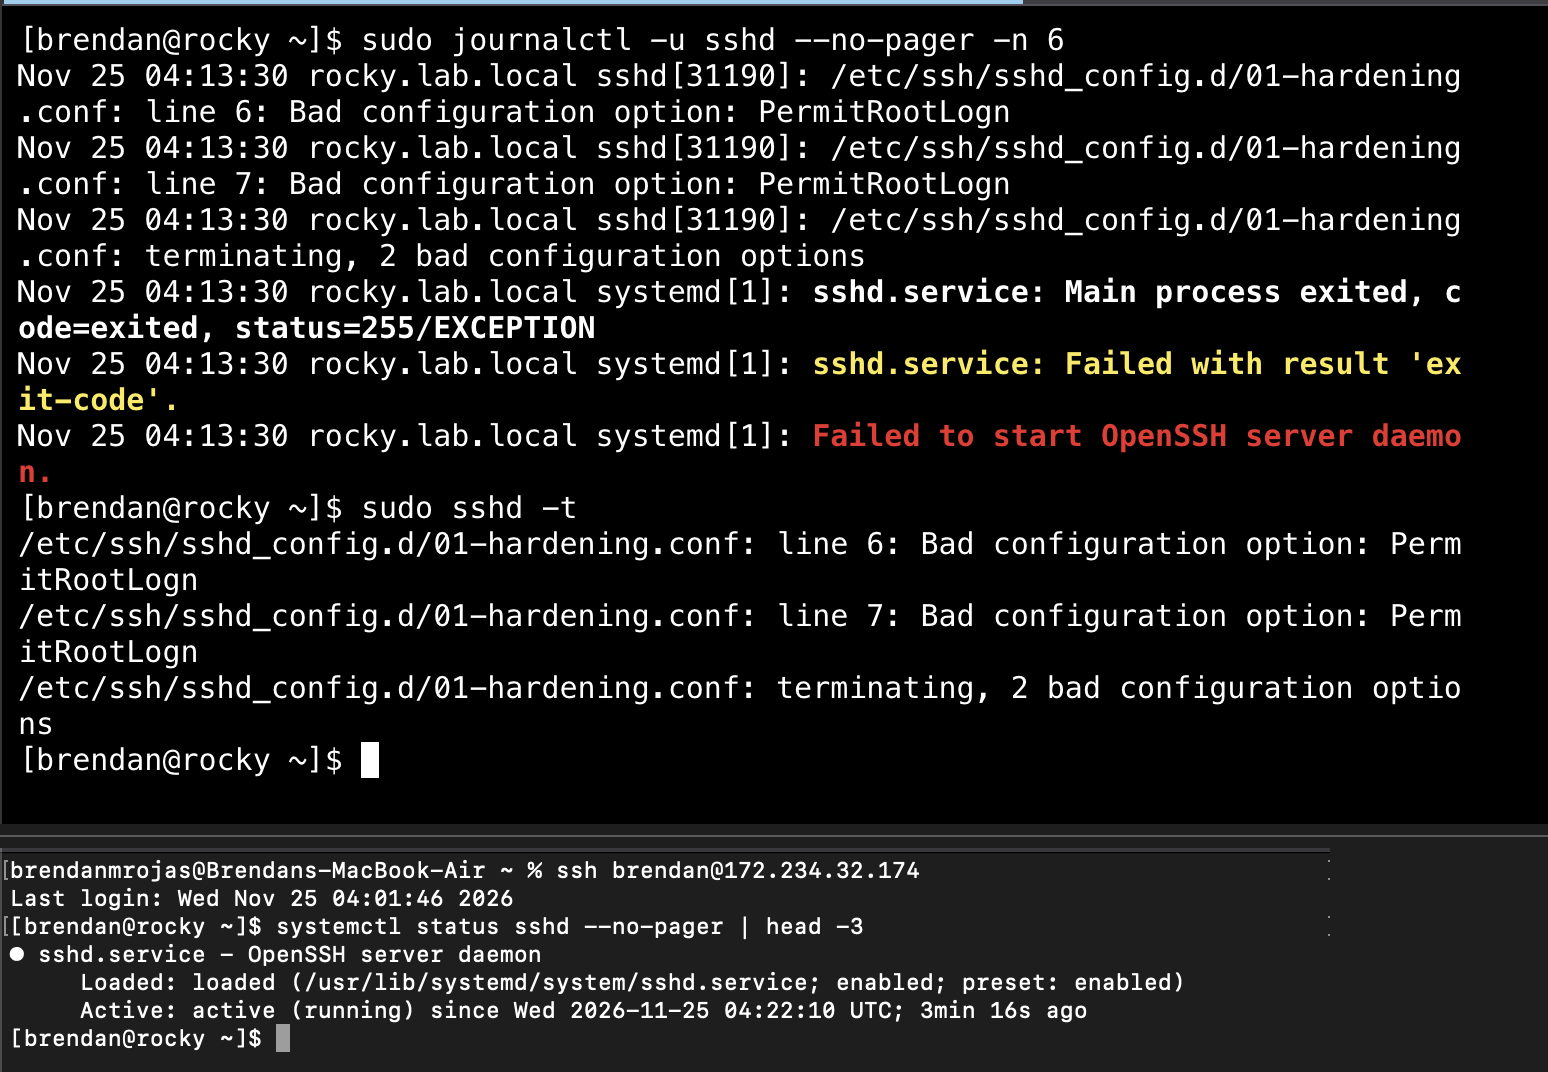 [brendan@rocky ~]$ sudo journalctl -u sshd --no-pager -n 6
Nov 25 04:13:30 rocky.lab.local sshd[31190]: /etc/ssh/sshd_config.d/01-hardening
.conf: line 6: Bad configuration option: PermitRootLogn
Nov 25 04:13:30 rocky.lab.local sshd[31190]: /etc/ssh/sshd_config.d/01-hardening
.conf: line 7: Bad configuration option: PermitRootLogn
Nov 25 04:13:30 rocky.lab.local sshd[31190]: /etc/ssh/sshd_config.d/01-hardening
.conf: terminating, 2 bad configuration options
Nov 25 04:13:30 rocky.lab.local systemd[1]: sshd.service: Main process exited, c
ode=exited, status=255/EXCEPTION
Nov 25 04:13:30 rocky.lab.local systemd[1]: sshd.service: Failed with result 'ex
it-code'.
Nov 25 04:13:30 rocky.lab.local systemd[1]: Failed to start OpenSSH server daemo
n.
[brendan@rocky ~]$ sudo sshd -t
/etc/ssh/sshd_config.d/01-hardening.conf: line 6: Bad configuration option: Perm
itRootLogn
/etc/ssh/sshd_config.d/01-hardening.conf: line 7: Bad configuration option: Perm
itRootLogn
/etc/ssh/sshd_config.d/01-hardening.conf: terminating, 2 bad configuration optio
ns
[brendan@rocky ~]$
[brendanmrojas@Brendans-MacBook-Air ~ % ssh brendan@172.234.32.174
Last login: Wed Nov 25 04:01:46 2026
[[brendan@rocky ~]$ systemctl status sshd --no-pager | head -3
● sshd.service - OpenSSH server daemon
     Loaded: loaded (/usr/lib/systemd/system/sshd.service; enabled; preset: enabled)
     Active: active (running) since Wed 2026-11-25 04:22:10 UTC; 3min 16s ago
[brendan@rocky ~]$